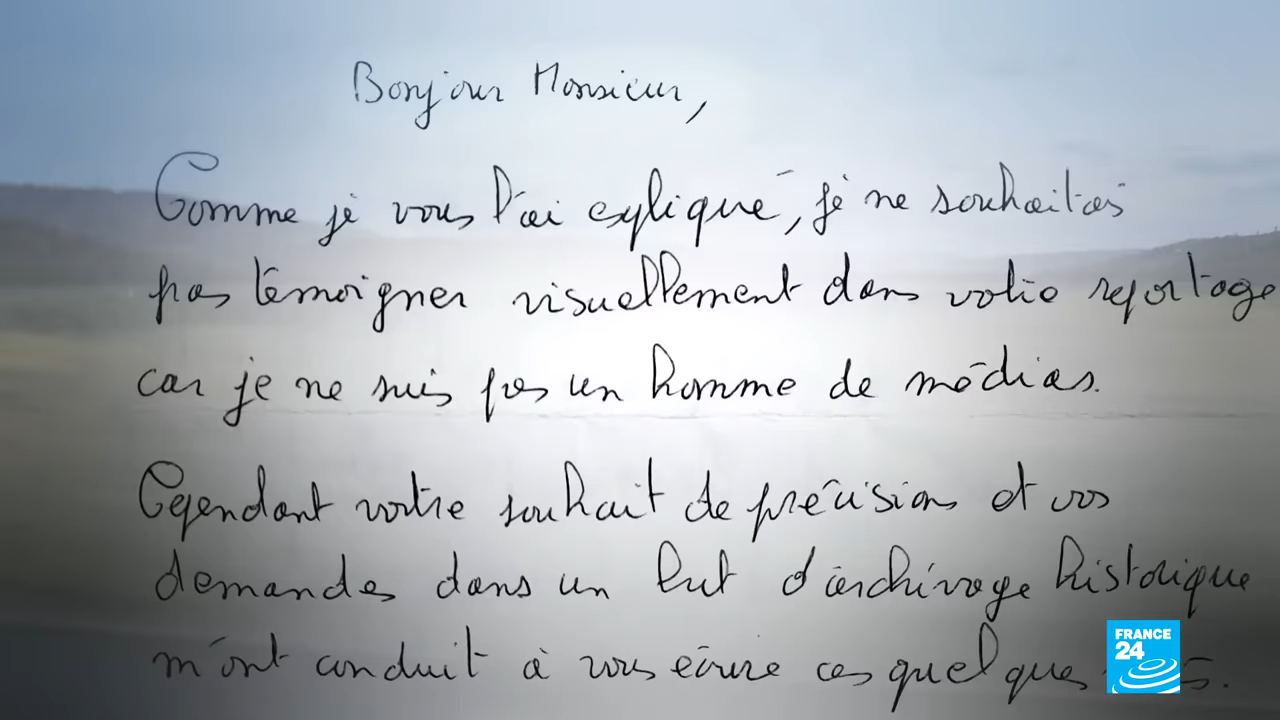 Bonjour Monsieur,
Comme je vous l'ai expliqué, je ne souhaitais
pas témoigner visuellement dans votre reportage
car je ne suis pas un homme de médias.
Cependant votre souhait de précisions et vos
demandes dans un but d'archivage historique
m'ont conduit à vous écrire ces quelques
FRANCE
24